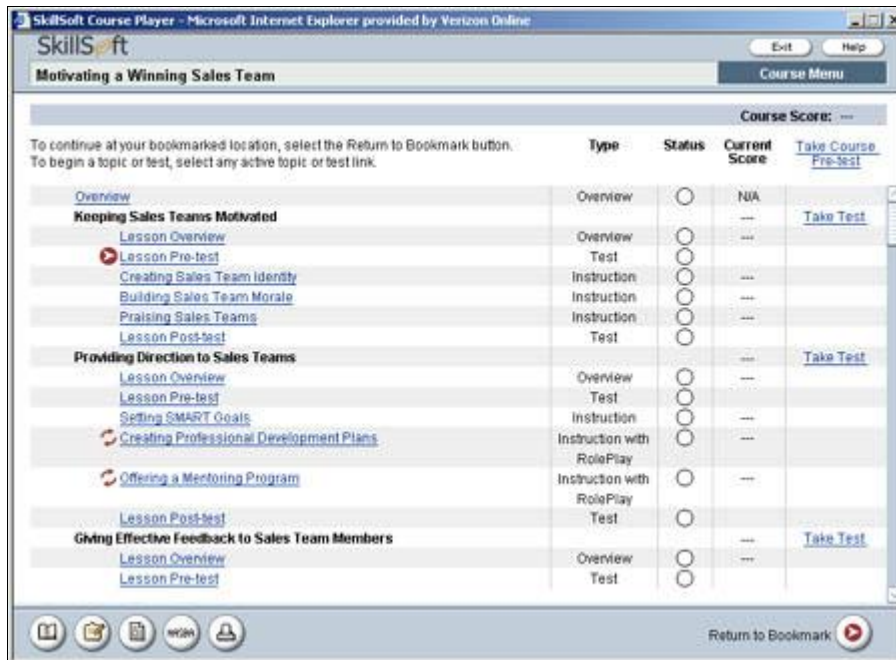 SkillSoft Course Player - Microsoft Internet Explorer provided by Verizon Online
SkillSoft
Exit Help
Motivating a Winning Sales Team Course Menu
Course Score: ---
To continue at your bookmarked location, select the Return to Bookmark button.
To begin a topic or test, select any active topic or test link.
Type Status Current Score Take Course Pre-test
Overview Overview N/A
Keeping Sales Teams Motivated --- Take Test
Lesson Overview Overview ---
Lesson Pre-test Test
Creating Sales Team Identity Instruction ---
Building Sales Team Morale Instruction ---
Praising Sales Teams Instruction ---
Lesson Post-test Test
Providing Direction to Sales Teams --- Take Test
Lesson Overview Overview ---
Lesson Pre-test Test
Setting SMART Goals Instruction ---
Creating Professional Development Plans Instruction with RolePlay ---
Offering a Mentoring Program Instruction with RolePlay ---
Lesson Post-test Test
Giving Effective Feedback to Sales Team Members --- Take Test
Lesson Overview Overview ---
Lesson Pre-test Test
Return to Bookmark